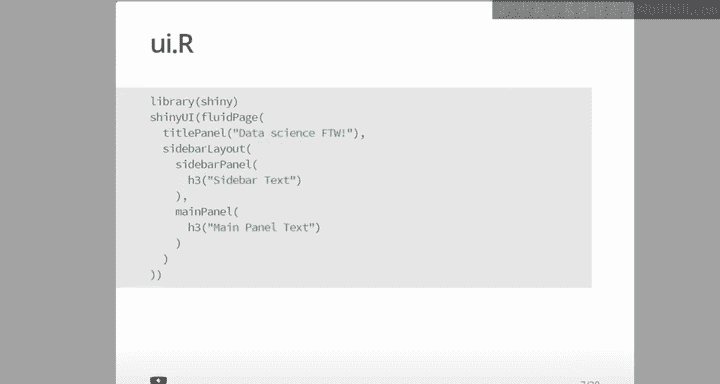 ui.R
library(shiny)
shinyUI(fluidPage(
  titlePanel("Data science FTW!"),
  sidebarLayout(
    sidebarPanel(
      h3("Sidebar Text")
    ),
    mainPanel(
      h3("Main Panel Text")
    )
  )
))